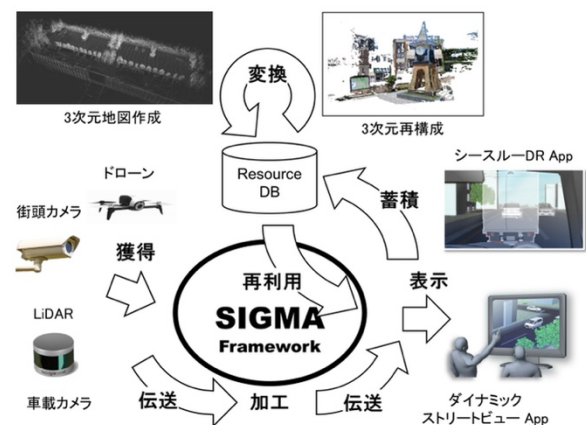 変換
3次元地図作成
3次元再構成
Resource
DB
ドローン
シースルーDR App
街頭カメラ
蓄積
獲得
再利用
表示
SIGMA
Framework
LiDAR
車載カメラ
伝送
加工
伝送
ダイナミック
ストリートビュー App